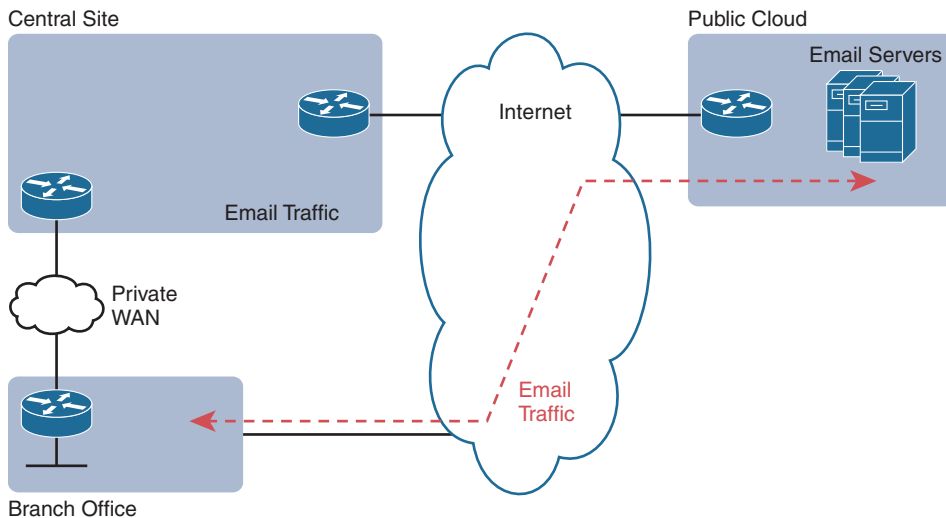 Central Site
Public Cloud
Email Servers
Internet
Email Traffic
Private
WAN
Email
Traffic
Branch Office